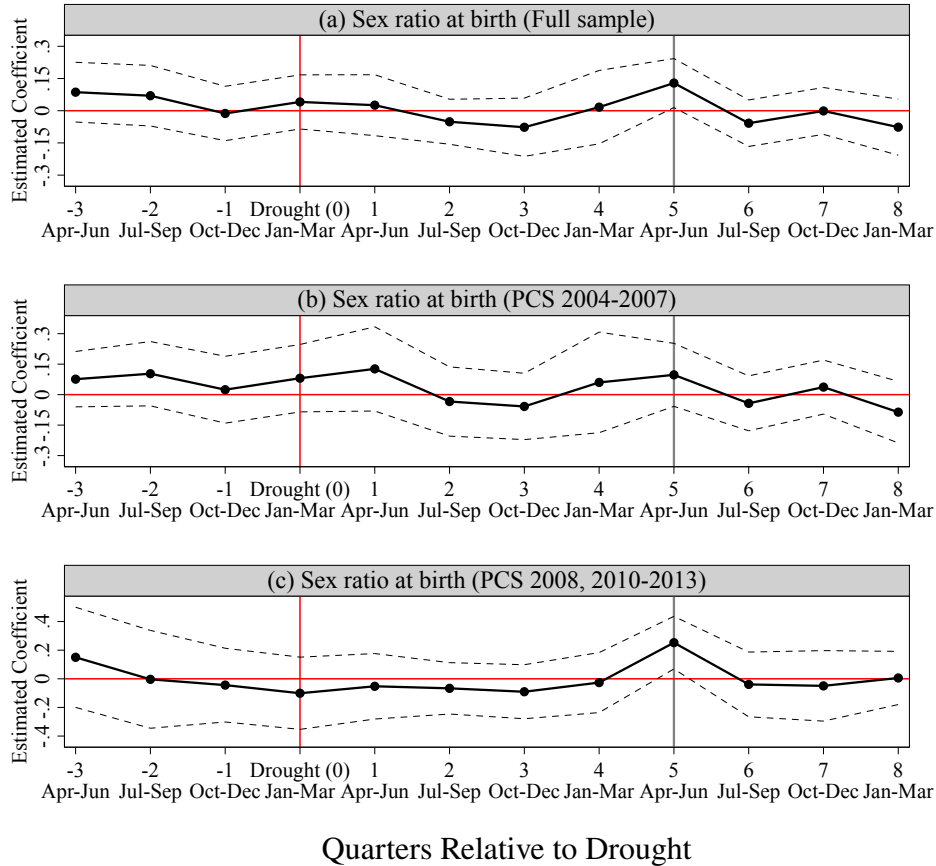 (a) Sex ratio at birth (Full sample)
Estimated Coefficient
-.3 -.15 0 .15 .3
-3 -2 -1 Drought (0) 1 2 3 4 5 6 7 8
Apr-Jun Jul-Sep Oct-Dec Jan-Mar Apr-Jun Jul-Sep Oct-Dec Jan-Mar Apr-Jun Jul-Sep Oct-Dec Jan-Mar
(b) Sex ratio at birth (PCS 2004-2007)
Estimated Coefficient
-.3 -.15 0 .15 .3
-3 -2 -1 Drought (0) 1 2 3 4 5 6 7 8
Apr-Jun Jul-Sep Oct-Dec Jan-Mar Apr-Jun Jul-Sep Oct-Dec Jan-Mar Apr-Jun Jul-Sep Oct-Dec Jan-Mar
(c) Sex ratio at birth (PCS 2008, 2010-2013)
Estimated Coefficient
-.4 -.2 0 .2 .4
-3 -2 -1 Drought (0) 1 2 3 4 5 6 7 8
Apr-Jun Jul-Sep Oct-Dec Jan-Mar Apr-Jun Jul-Sep Oct-Dec Jan-Mar Apr-Jun Jul-Sep Oct-Dec Jan-Mar
Quarters Relative to Drought